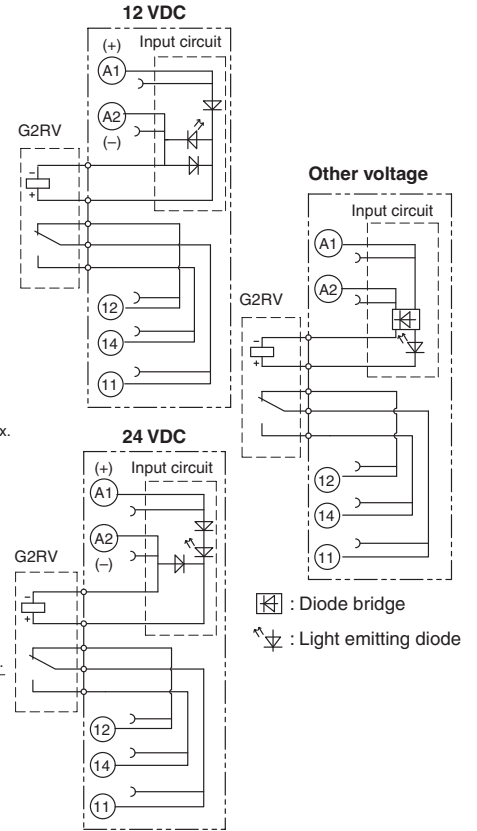 12 VDC
(+)
Input circuit
A1
A2
(–)
G2RV
–
+
12
14
11
Other voltage
Input circuit
A1
A2
G2RV
–
+
12
14
11
x.
24 VDC
(+)
Input circuit
A1
A2
(–)
G2RV
–
+
12
14
11
: Diode bridge
: Light emitting diode